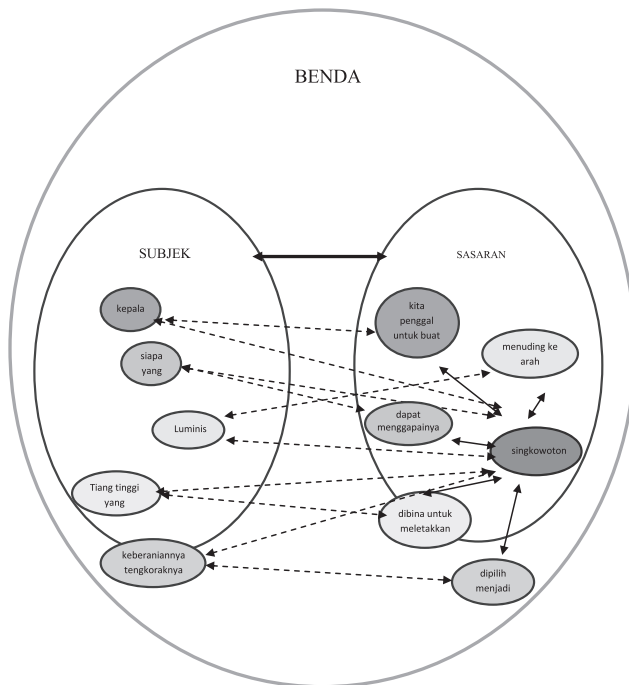 BENDA
SUBJEK
SASARAN
kepala
kita
penggal
untuk buat
menuding ke
arah
siapa
yang
dapat
menggapainya
Luminis
singkowoton
Tiang tinggi
yang
dibina untuk
meletakkan
keberaniannya
tengkoraknya
dipilih
menjadi